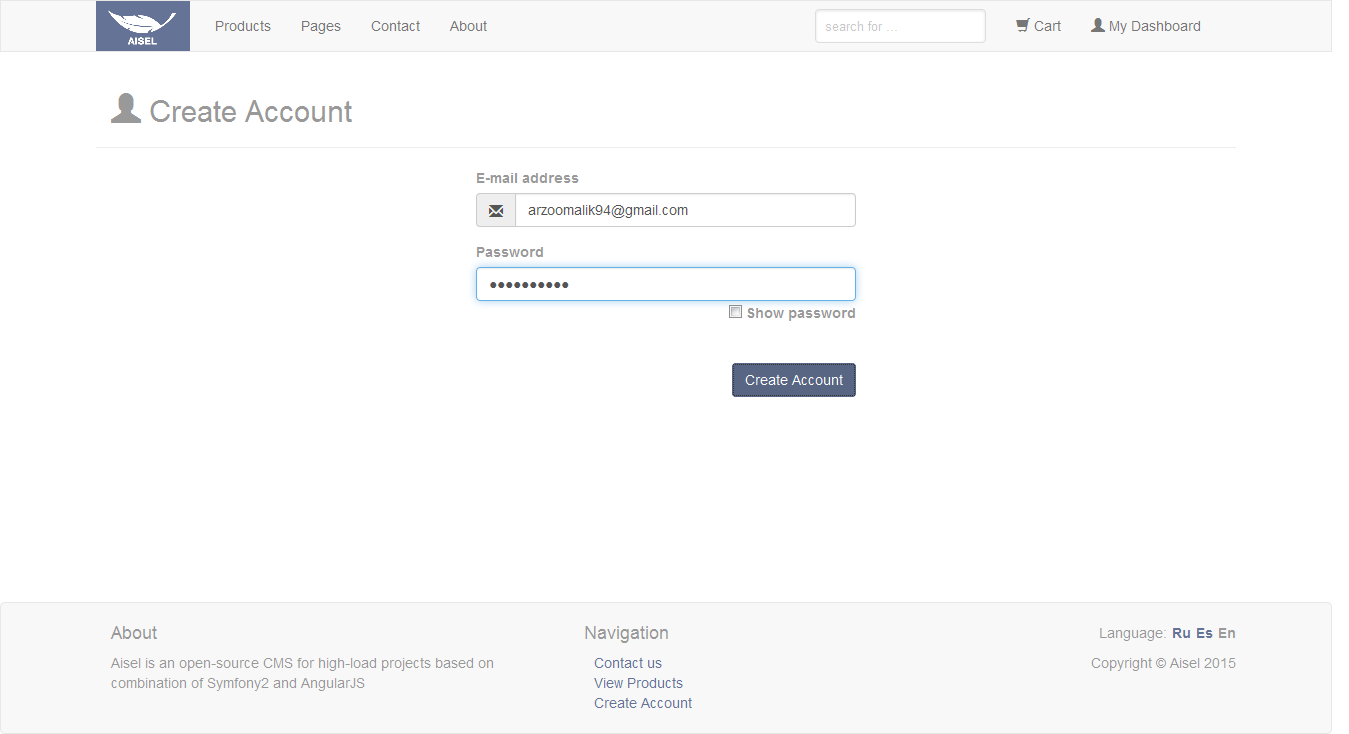 AISEL Products Pages Contact About search for ... Cart My Dashboard
Create Account
E-mail address
arzoomalik94@gmail.com
Password
••••••••••
Show password
Create Account
About Navigation Language: Ru Es En
Aisel is an open-source CMS for high-load projects based on Contact us Copyright © Aisel 2015
combination of Symfony2 and AngularJS View Products
Create Account